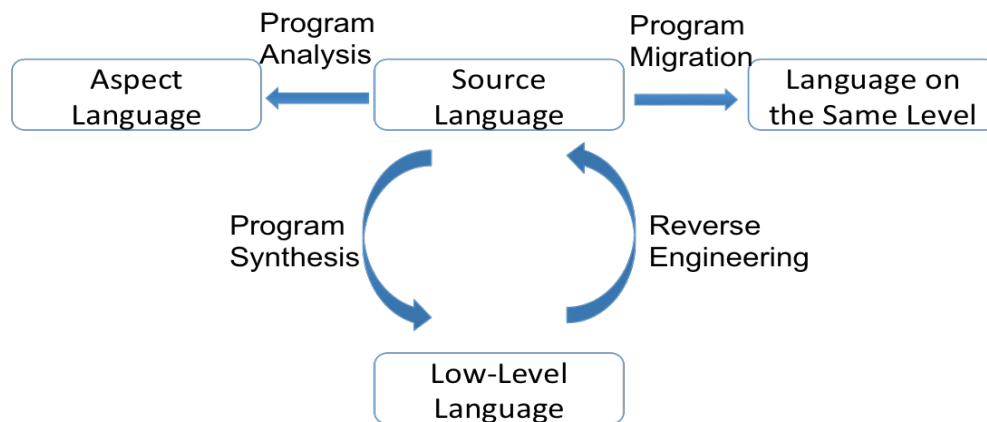 Program
Analysis
Program
Migration
Aspect
Language
Source
Language
Language on
the Same Level
Program
Synthesis
Reverse
Engineering
Low-Level
Language